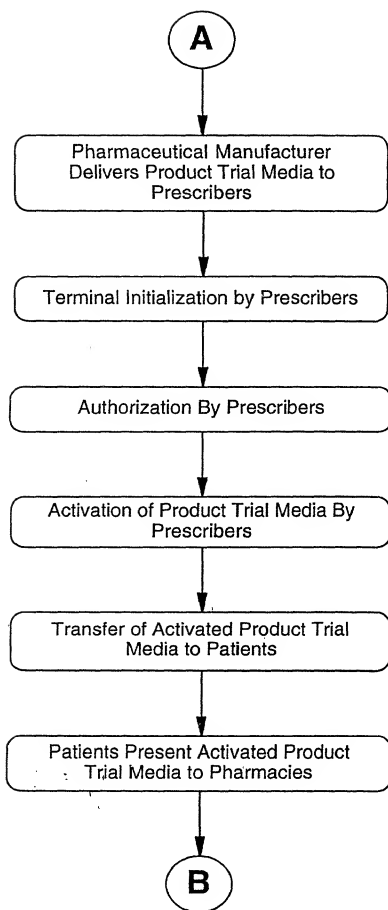 A
Pharmaceutical Manufacturer
Delivers Product Trial Media to
Prescribers
Terminal Initialization by Prescribers
Authorization By Prescribers
Activation of Product Trial Media By
Prescribers
Transfer of Activated Product Trial
Media to Patients
Patients Present Activated Product
Trial Media to Pharmacies
B